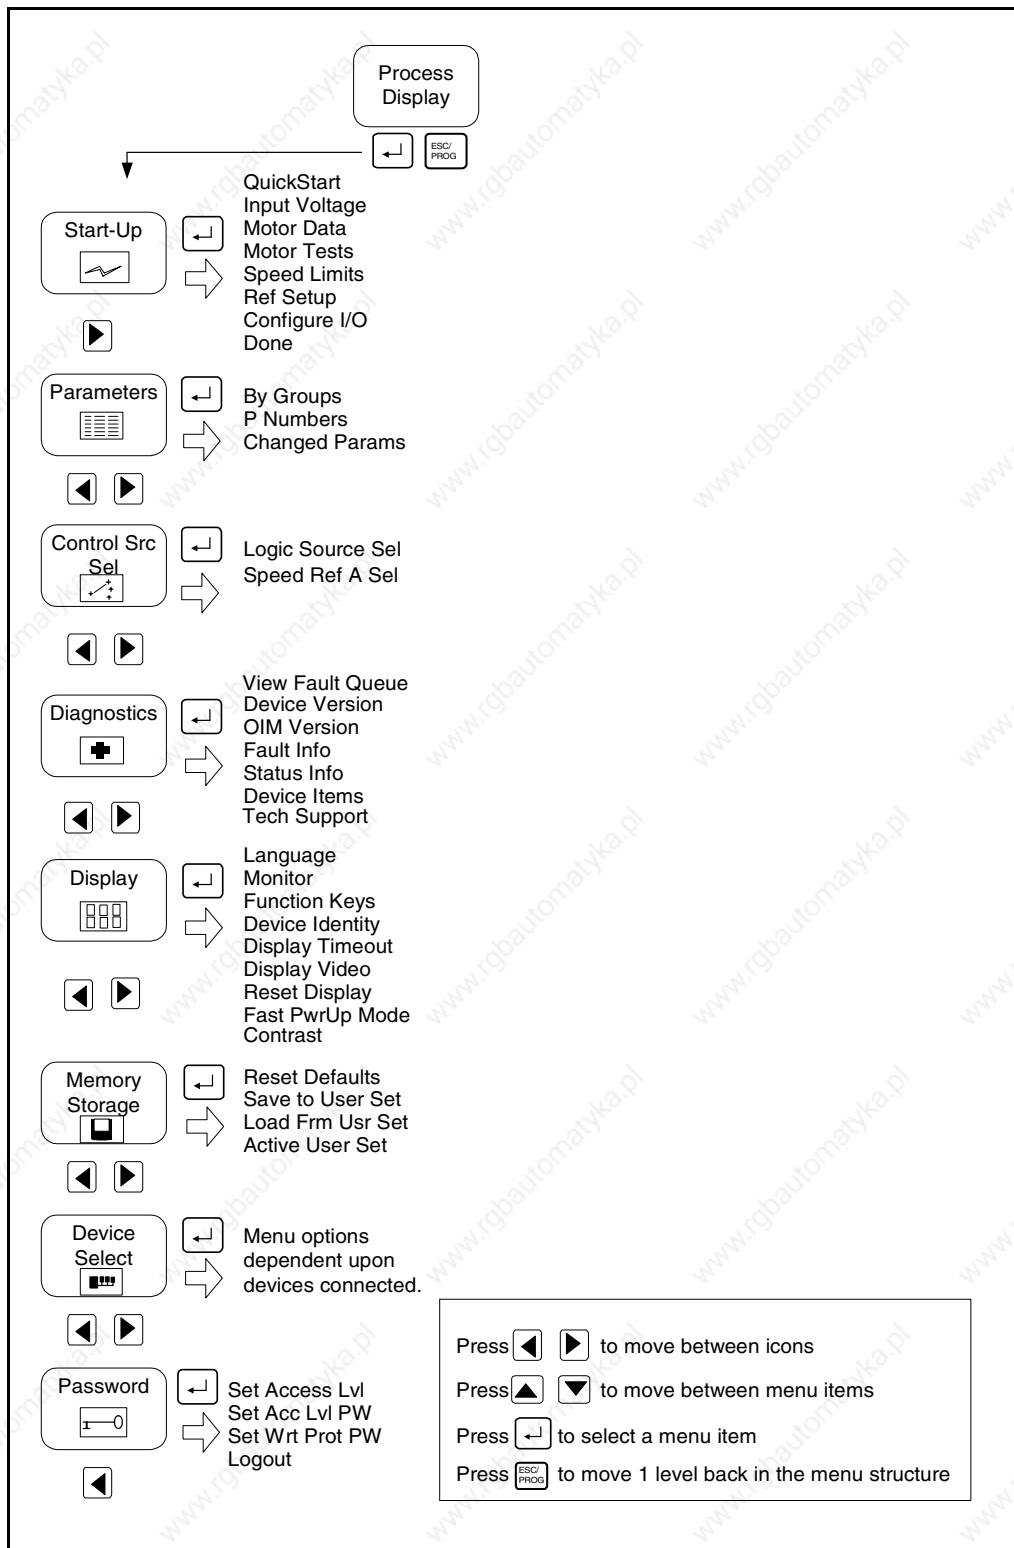 Process
Display
ESC/
PROG
Start-Up
QuickStart
Input Voltage
Motor Data
Motor Tests
Speed Limits
Ref Setup
Configure I/O
Done
Parameters
By Groups
P Numbers
Changed Params
Control Src
Sel
Logic Source Sel
Speed Ref A Sel
Diagnostics
View Fault Queue
Device Version
OIM Version
Fault Info
Status Info
Device Items
Tech Support
Display
Language
Monitor
Function Keys
Device Identity
Display Timeout
Display Video
Reset Display
Fast PwrUp Mode
Contrast
Memory
Storage
Reset Defaults
Save to User Set
Load Frm Usr Set
Active User Set
Device
Select
Menu options
dependent upon
devices connected.
Password
Set Access Lvl
Set Acc Lvl PW
Set Wrt Prot PW
Logout
Press to move between icons
Press to move between menu items
Press to select a menu item
Press ESC/ PROG to move 1 level back in the menu structure
www.rgbautomatyka.pl